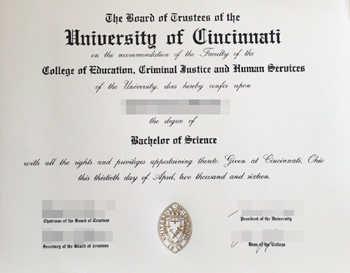 The Board of Trustees of the
University of Cincinnati
on the recommendation of the Faculty of the
College of Education, Criminal Justice and Human Services
of the University, does hereby confer upon
the degree of
Bachelor of Science
with all the rights and privileges appertaining thereto. Given at Cincinnati, Ohio
this thirtieth day of April, two thousand and sixteen.
Chairman of the Board of Trustees
President of the University
Secretary of the Board of Trustees
Dean of the College